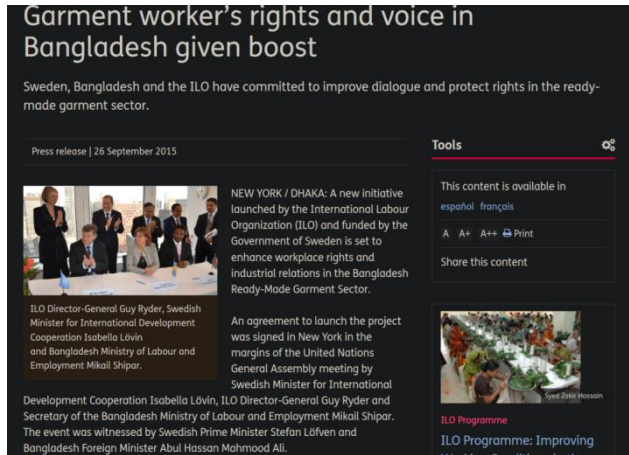 Garment worker's rights and voice in
Bangladesh given boost
Sweden, Bangladesh and the ILO have committed to improve dialogue and protect rights in the ready-
made garment sector.
Press release | 26 September 2015
NEW YORK / DHAKA: A new initiative
launched by the International Labour
Organization (ILO) and funded by the
Government of Sweden is set to
enhance workplace rights and
industrial relations in the Bangladesh
Ready-Made Garment Sector.
ILO Director-General Guy Ryder, Swedish
Minister for International Development
Cooperation Isabella Lövin
and Bangladesh Ministry of Labour and
Employment Mikail Shipar.
An agreement to launch the project
was signed in New York in the
margins of the United Nations
General Assembly meeting by
Swedish Minister for International
Development Cooperation Isabella Lövin, ILO Director-General Guy Ryder and
Secretary of the Bangladesh Ministry of Labour and Employment Mikail Shipar.
The event was witnessed by Swedish Prime Minister Stefan Löfven and
Bangladesh Foreign Minister Abul Hassan Mahmood Ali.
Tools
This content is available in
español français
A A+ A++ Print
Share this content
Syed Zakir Hossain
ILO Programme
ILO Programme: Improving